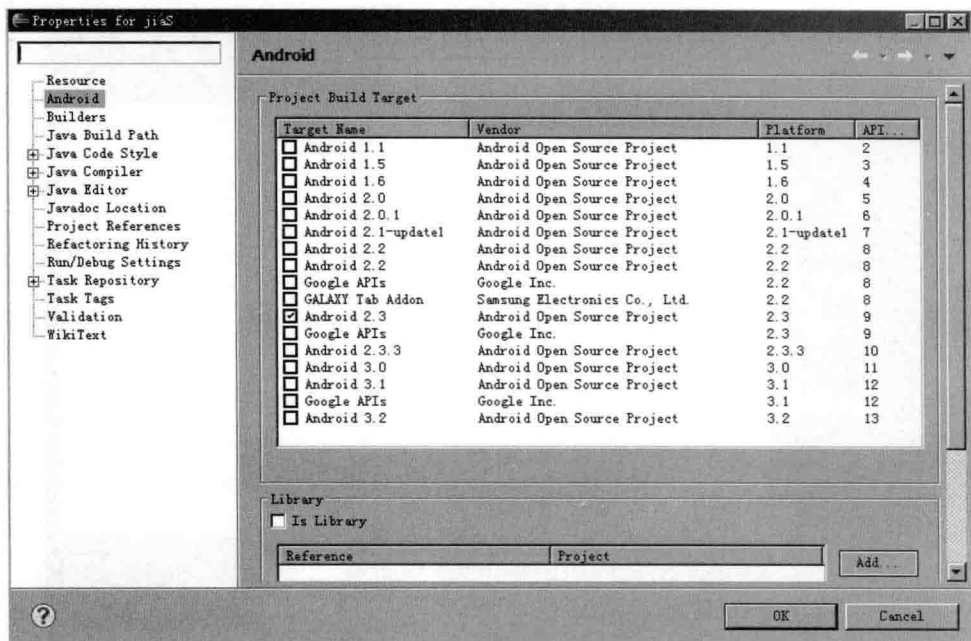 Properties for jiaS
Resource
Android
Builders
Java Build Path
Java Code Style
Java Compiler
Java Editor
Javadoc Location
Project References
Refactoring History
Run/Debug Settings
Task Repository
Task Tags
Validation
WikiText
Android
Project Build Target
Target Name Vendor Platform API...
Android 1.1 Android Open Source Project 1.1 2
Android 1.5 Android Open Source Project 1.5 3
Android 1.6 Android Open Source Project 1.6 4
Android 2.0 Android Open Source Project 2.0 5
Android 2.0.1 Android Open Source Project 2.0.1 6
Android 2.1-update1 Android Open Source Project 2.1-update1 7
Android 2.2 Android Open Source Project 2.2 8
Android 2.2 Android Open Source Project 2.2 8
Google APIs Google Inc. 2.2 8
GALAXY Tab Addon Samsung Electronics Co., Ltd. 2.2 8
Android 2.3 Android Open Source Project 2.3 9
Google APIs Google Inc. 2.3 9
Android 2.3.3 Android Open Source Project 2.3.3 10
Android 3.0 Android Open Source Project 3.0 11
Android 3.1 Android Open Source Project 3.1 12
Google APIs Google Inc. 3.1 12
Android 3.2 Android Open Source Project 3.2 13
Library
Is Library
Reference Project
Add...
?
OK Cancel